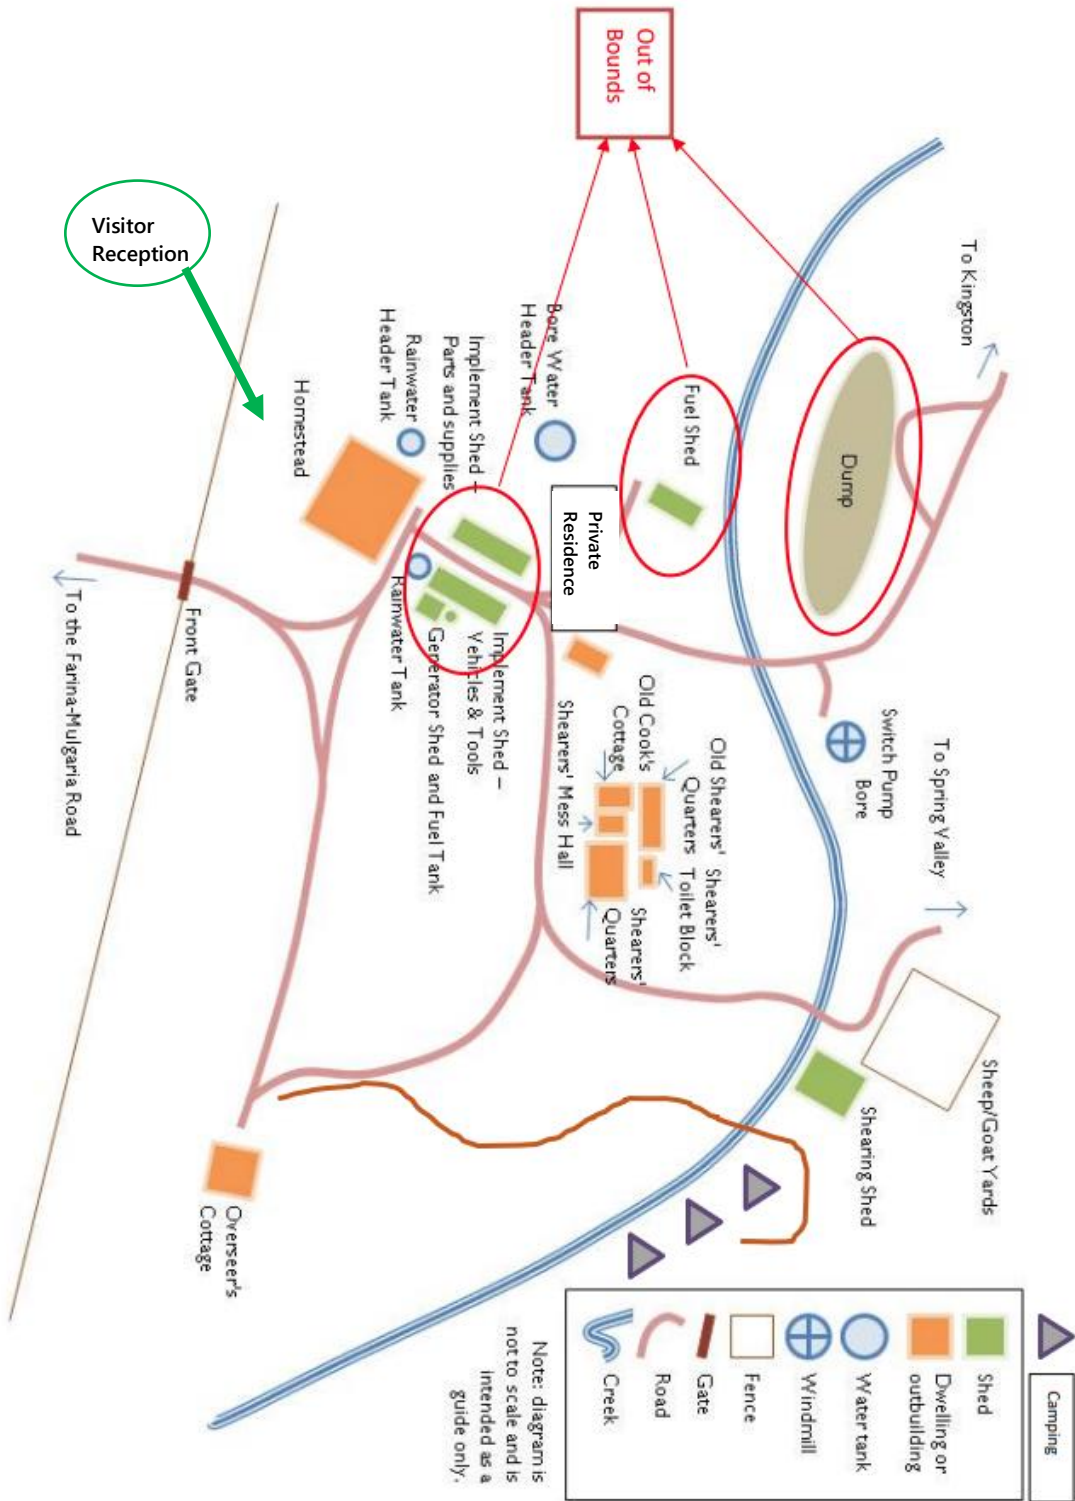 Out of
Bounds
Visitor
Reception
To Kingston
Dump
Fuel Shed
Bore Water
Header Tank
Implement Shed –
Parts and supplies
Rainwater
Header Tank
Homestead
Private
Residence
Switch Pump
Bore
To Spring Valley
Old Shearers'
Quarters
Old Cook's
Cottage
Shearers'
Toilet Block
Shearers' Mess Hall
Shearers'
Quarters
Implement Shed –
Vehicles & Tools
Generator Shed and Fuel Tank
Rainwater Tank
Front Gate
To the Farina-Mulgaria Road
Sheep/Goat Yards
Shearing Shed
Overseer's
Cottage
Camping
Shed
Dwelling or
outbuilding
Water tank
Windmill
Fence
Gate
Road
Creek
Note: diagram is
not to scale and is
intended as a
guide only.